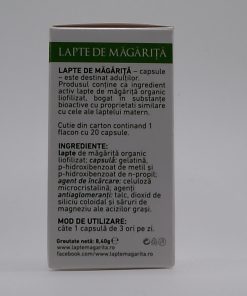 LAPTE DE MĂGĂRIȚĂ
LAPTE DE MĂGĂRIȚĂ – capsule
– este destinat adulților.
Produsul conține ca ingredient
activ lapte de măgăriță organic
liofilizat, bogat în substanțe
bioactive cu proprietati similare
cu cele ale laptelui matern.
Cutie din carton continand 1
flacon cu 20 capsule.
INGREDIENTE:
lapte de măgăriță organic
liofilizat; capsulă: gelatină,
p-hidroxibenzoat de metil și
p-hidroxibenzoat de n-propil;
agent de încărcare: celuloză
microcristalină, agenți
antiaglomeranți: talc, dioxid de
siliciu coloidal și săruri de
magneziu ale acizilor grași.
MOD DE UTILIZARE:
câte 1 capsulă de 3 ori pe zi.
Greutate netă: 8,40g
www.laptemagarita.ro
facebook.com/www.laptemagarita.ro